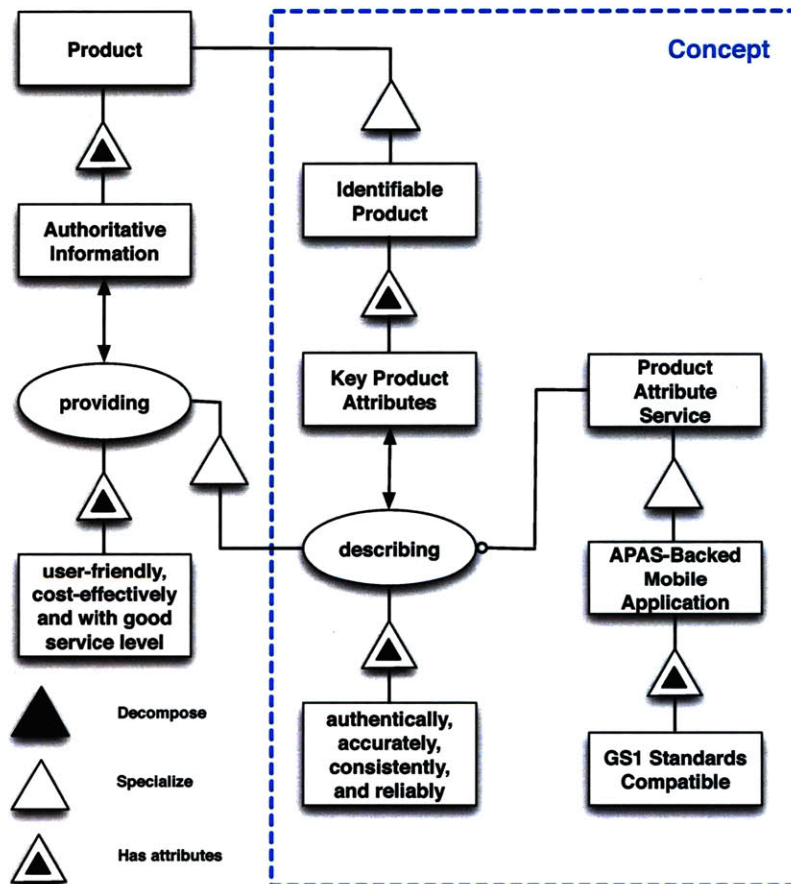 Product
Concept
Identifiable
Product
Authoritative
Information
Key Product
Attributes
Product
Attribute
Service
providing
describing
APAS-Backed
Mobile
Application
user-friendly,
cost-effectively
and with good
service level
authentically,
accurately,
consistently,
and reliably
GS1 Standards
Compatible
Decompose
Specialize
Has attributes